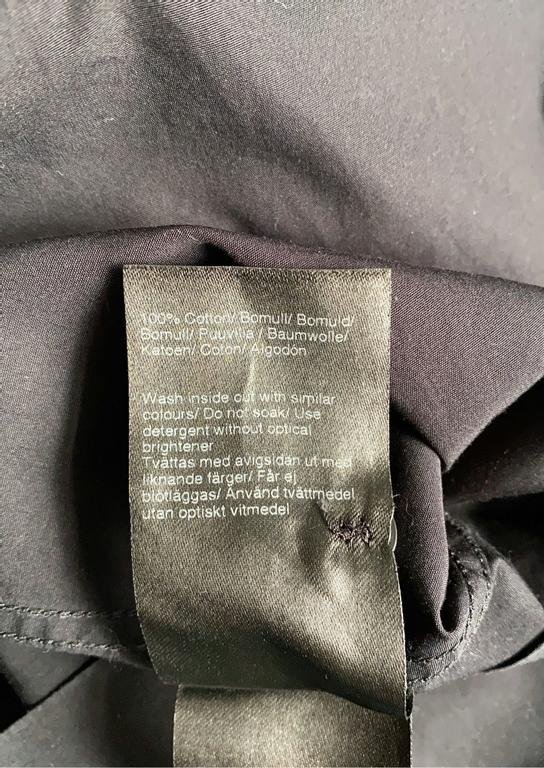 100% Cotton/ Bomull/ Bomuld/
Bomull/ Puuvilla / Baumwolle/
Katoen/ Coton/ Algodón
Wash inside out with similar
colours/ Do not soak/ Use
detergent without optical
brightener
Tvättas med avigsidan ut med
liknande färger/ Får ej
blötläggas/ Använd tvättmedel
utan optiskt vitmedel